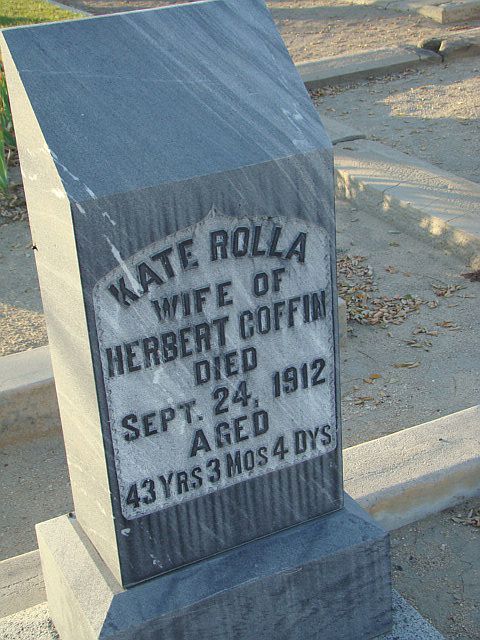 KATE ROLLA
WIFE OF
HERBERT COFFIN
DIED
SEPT. 24, 1912
AGED
43 YRS 3 MOS 4 DYS